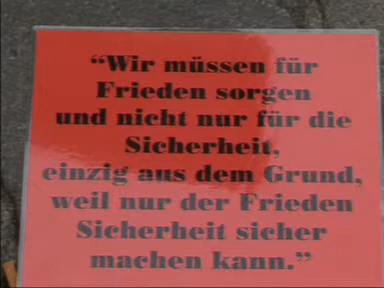 “Wir müssen für
Frieden sorgen
und nicht nur für die
Sicherheit,
einzig aus dem Grund,
weil nur der Frieden
Sicherheit sicher
machen kann.”